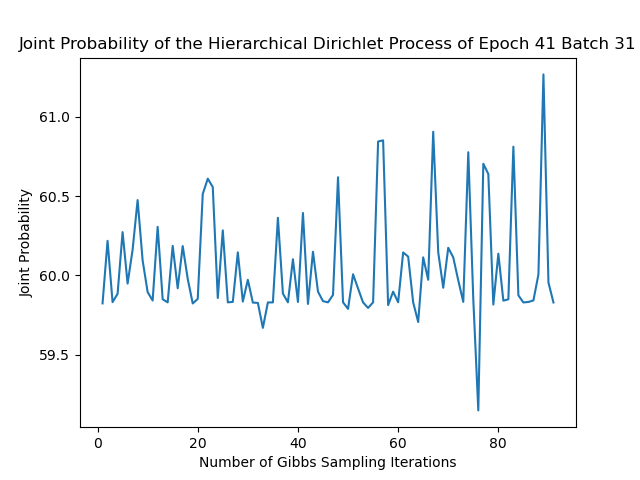 Joint Probability of the Hierarchical Dirichlet Process of Epoch 41 Batch 31
61.0
60.5
60.0
59.5
Joint Probability
0 20 40 60 80
Number of Gibbs Sampling Iterations